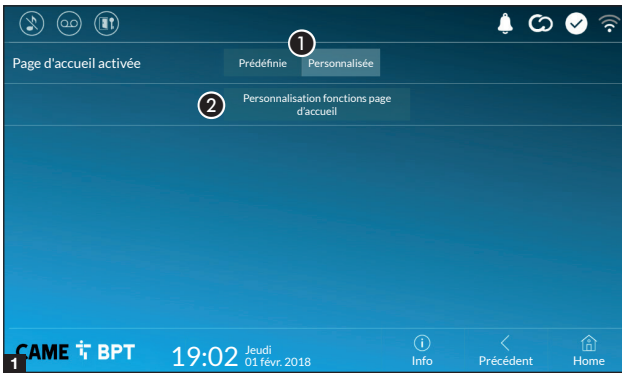 1
Page d'accueil activée
Prédéfinie
Personnalisée
2
Personnalisation fonctions page
d'accueil
CAME BPT
1
19:02
Jeudi
01 févr. 2018
Info
Précédent
Home